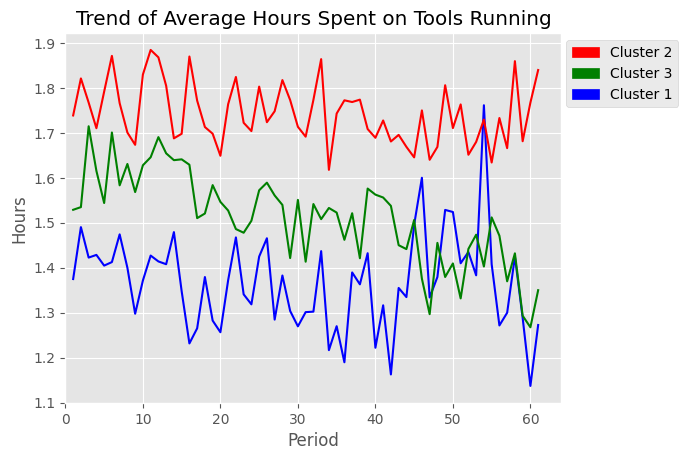 Trend of Average Hours Spent on Tools Running
Cluster 2
Cluster 3
Cluster 1
Hours
1.9
1.8
1.7
1.6
1.5
1.4
1.3
1.2
1.1
0 10 20 30 40 50 60
Period